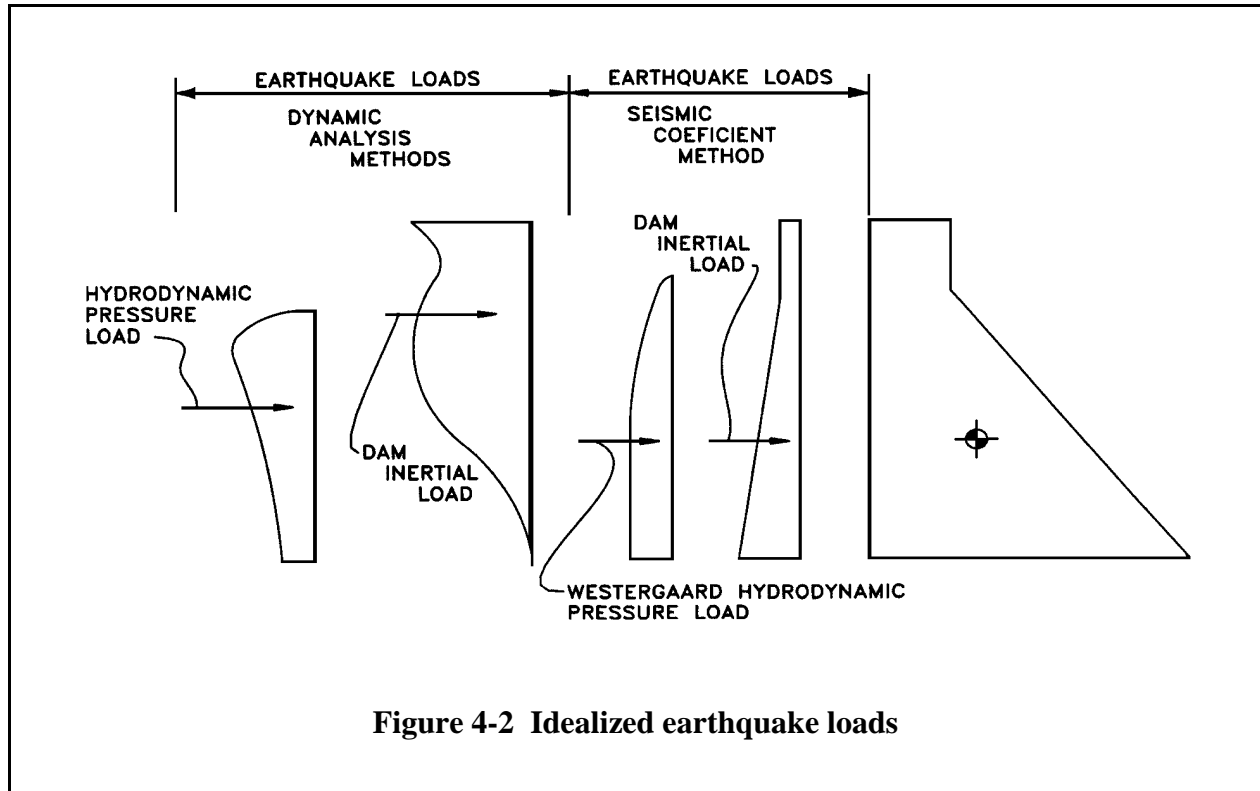 EARTHQUAKE LOADS
DYNAMIC
ANALYSIS
METHODS
EARTHQUAKE LOADS
SEISMIC
COEFICIENT
METHOD
HYDRODYNAMIC
PRESSURE
LOAD
DAM
INERTIAL
LOAD
DAM
INERTIAL
LOAD
WESTERGAARD HYDRODYNAMIC
PRESSURE LOAD
Figure 4-2 Idealized earthquake loads